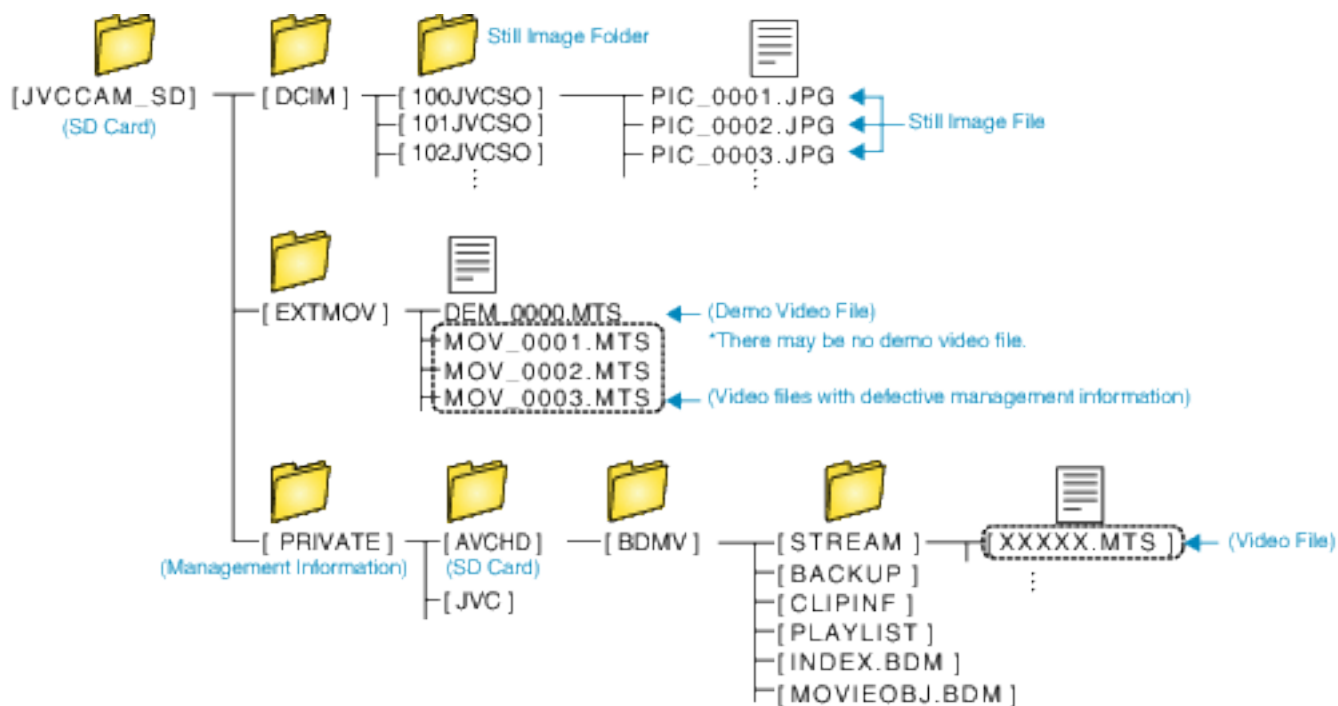 Still Image Folder
[JVCCAM_SD] [DCIM] [100JVCSO] PIC_0001.JPG
(SD Card) [101JVCSO] PIC_0002.JPG Still Image File
[102JVCSO] PIC_0003.JPG
[EXTMOV] DEM_0000.MTS (Demo Video File)
MOV_0001.MTS *There may be no demo video file.
MOV_0002.MTS
MOV_0003.MTS (Video files with defective management information)
[PRIVATE] [AVCHD] [BDMV] [STREAM] [XXXXX.MTS] (Video File)
(Management Information) (SD Card) [BACKUP]
[JVC] [CLIPINF]
[PLAYLIST]
[INDEX.BDM]
[MOVIEOBJ.BDM]